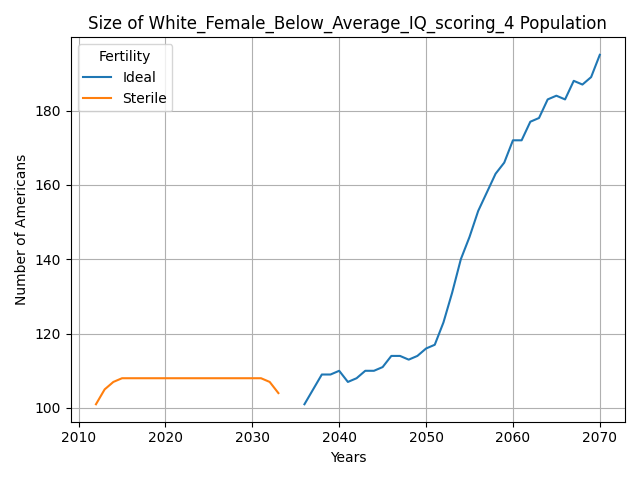 Size of White_Female_Below_Average_IQ_scoring_4 Population
Fertility
Ideal
Sterile
Number of Americans
180
160
140
120
100
2010 2020 2030 2040 2050 2060 2070
Years